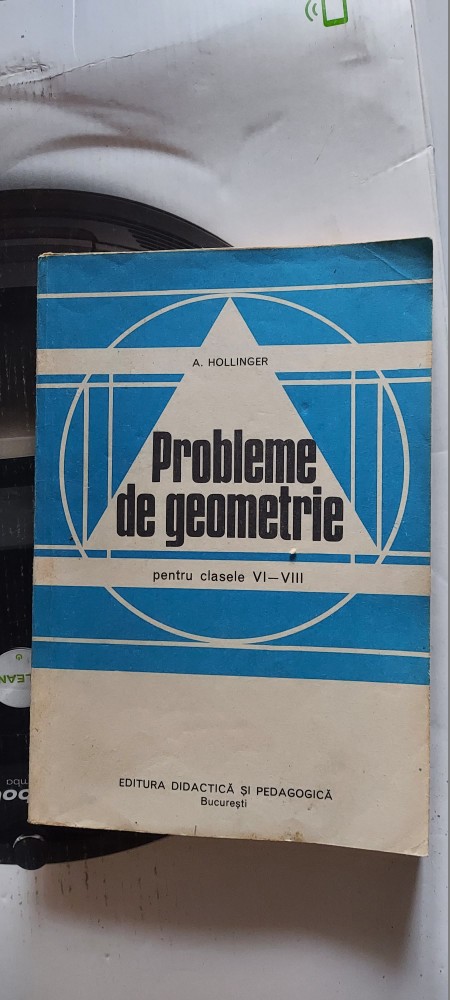 A. HOLLINGER
Probleme
de geometrie
pentru clasele VI—VIII
EDITURA DIDACTICĂ ȘI PEDAGOGICĂ
București